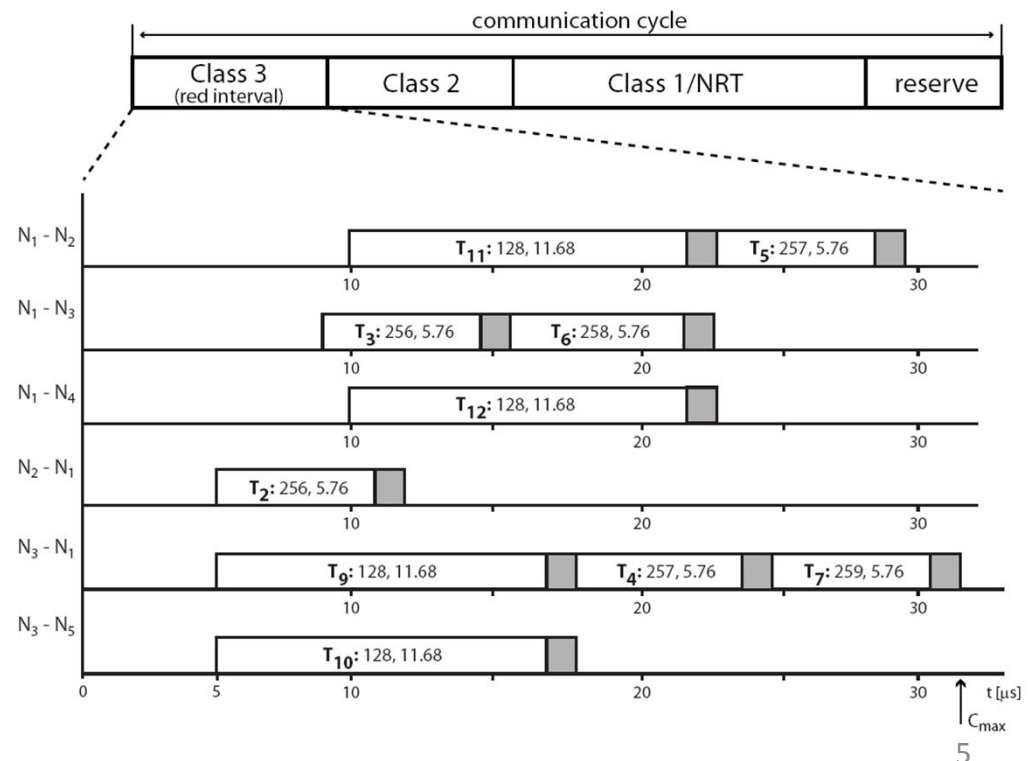 communication cycle
Class 3
(red interval)
Class 2
Class 1/NRT
reserve
N₁ - N₂
T₁₁: 128, 11.68
T₅: 257, 5.76
10 20 30
N₁ - N₃
T₃: 256, 5.76
T₆: 258, 5.76
10 20 30
N₁ - N₄
T₁₂: 128, 11.68
10 20 30
N₂ - N₁
T₂: 256, 5.76
10 20 30
N₃ - N₁
T₉: 128, 11.68
T₄: 257, 5.76
T₇: 259, 5.76
10 20 30
N₃ - N₅
T₁₀: 128, 11.68
0 5 10 20 30 t [μs]
Cmax
5